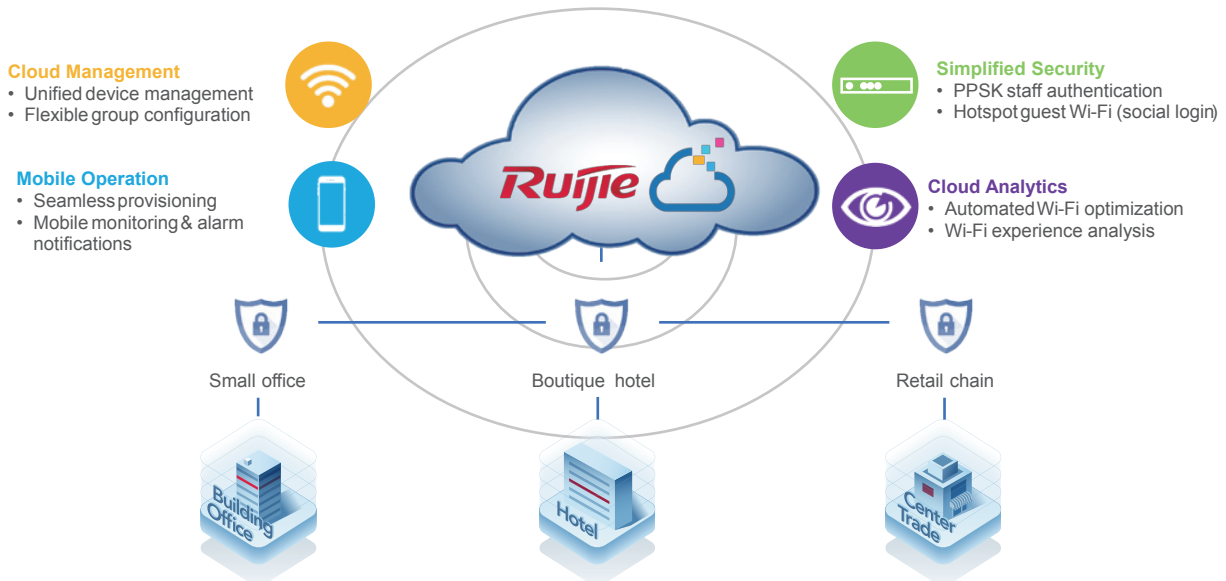 Cloud Management
• Unified device management
• Flexible group configuration
Mobile Operation
• Seamless provisioning
• Mobile monitoring & alarm
notifications
Ruijie
Simplified Security
• PPSK staff authentication
• Hotspot guest Wi-Fi (social login)
Cloud Analytics
• Automated Wi-Fi optimization
• Wi-Fi experience analysis
Small office
Boutique hotel
Retail chain
Building
Office
Hotel
Center
Trade